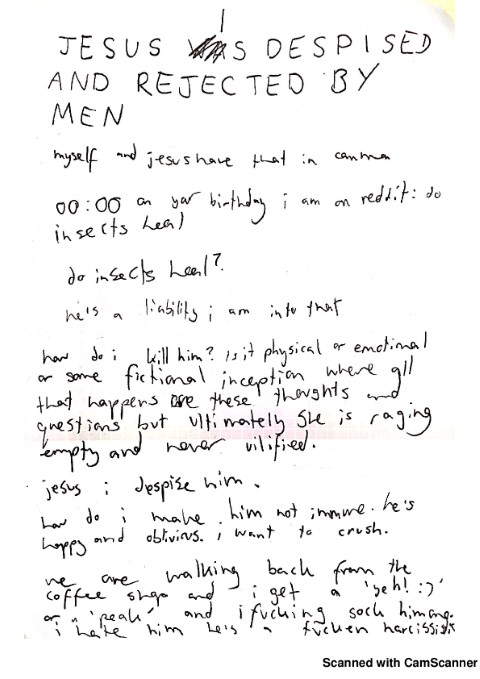 JESUS IS DESPISED
AND REJECTED BY
MEN
myself and jesus have that in common
00:00 on your birthday i am on reddit: do
insects heal
do insects heal?
he's a liability i am into that
how do i kill him? is it physical or emotional
or some fictional inception where all
that happens are these thoughts and
questions but ultimately she is raging
empty and never vilified.
jesus i despise him.
how do i make him not immune. he's
happy and oblivious. i want to crush.
we are walking back from the
coffee shop and i get a 'yeh! :)'
or a 'yeah' and i fucking sock him one.
i hate him he's a fucken narcissist
Scanned with CamScanner